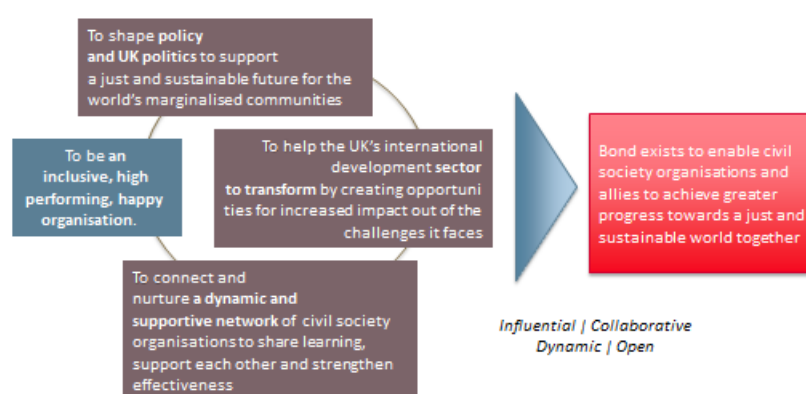 To shape policy
and UK politics to support
a just and sustainable future for the
world's marginalised communities
To be an
inclusive, high
performing, happy
organisation.
To help the UK's international
development sector
to transform by creating opportuni
ties for increased impact out of the
challenges it faces
To connect and
nurture a dynamic and
supportive network of civil society
organisations to share learning,
support each other and strengthen
effectiveness
Bond exists to enable civil
society organisations and
allies to achieve greater
progress towards a just and
sustainable world together
Influential | Collaborative
Dynamic | Open